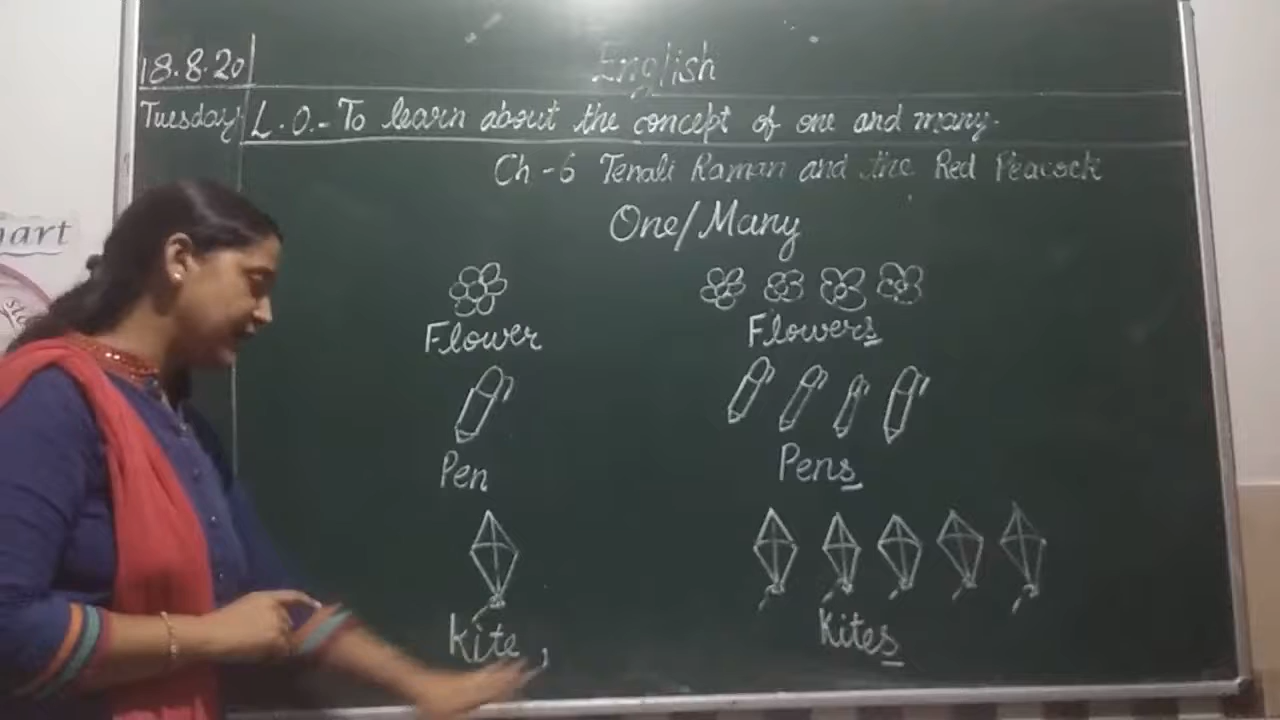 18.8.20
English
Tuesday
L.O.- To learn about the concept of one and many.
Ch-6 Tenali Raman and the Red Peacock
One/Many
Flower
Flowers
Pen
Pens
Kite
Kites